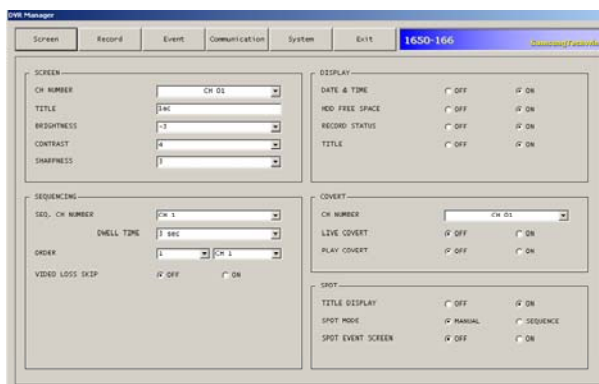 DVR Manager
Screen Record Event Communication System Exit 1650-166
SCREEN
CH NUMBER CH 01
TITLE
BRIGHTNESS -3
CONTRAST 4
SHARPNESS 3
SEQUENCING
SEQ. CH NUMBER CH 1
DWELL TIME 3 sec
ORDER 1 CH 1
VIDEO LOSS SKIP OFF ON
DISPLAY
DATE & TIME OFF ON
HDD FREE SPACE OFF ON
RECORD STATUS OFF ON
TITLE OFF ON
COVERT
CH NUMBER CH 01
LIVE COVERT OFF ON
PLAY COVERT OFF ON
SPOT
TITLE DISPLAY OFF ON
SPOT MODE MANUAL SEQUENCE
SPOT EVENT SCREEN OFF ON